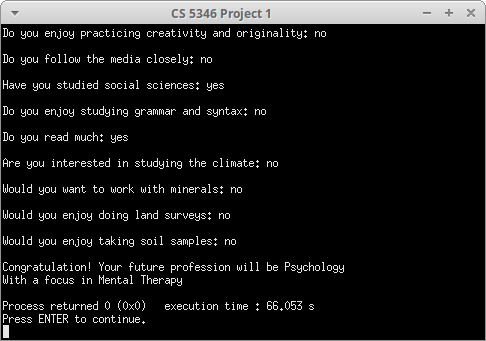 CS 5346 Project 1
Do you enjoy practicing creativity and originality: no
Do you follow the media closely: no
Have you studied social sciences: yes
Do you enjoy studying grammar and syntax: no
Do you read much: yes
Are you interested in studying the climate: no
Would you want to work with minerals: no
Would you enjoy doing land surveys: no
Would you enjoy taking soil samples: no
Congratulation! Your future profession will be Psychology
With a focus in Mental Therapy
Process returned 0 (0x0)   execution time : 66.053 s
Press ENTER to continue.